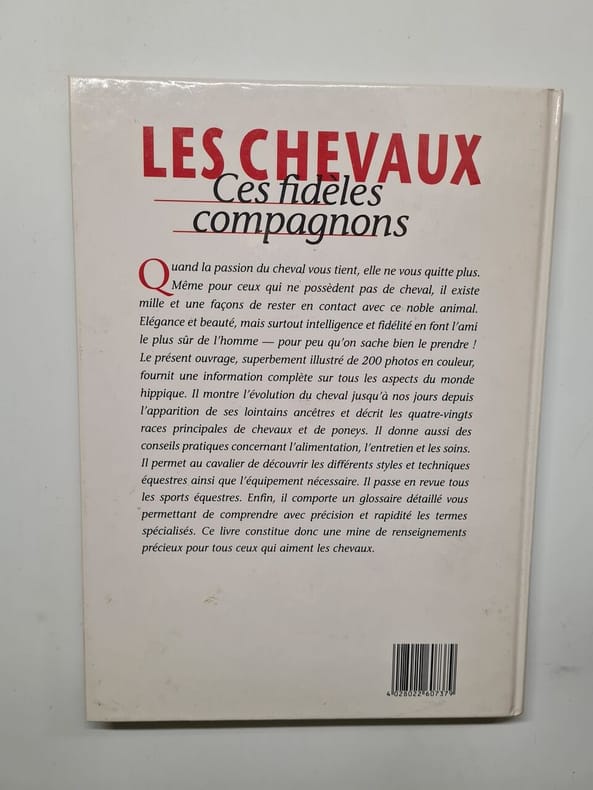 LES CHEVAUX
Ces fidèles
compagnons
Quand la passion du cheval vous tient, elle ne vous quitte plus.
Même pour ceux qui ne possèdent pas de cheval, il existe
mille et une façons de rester en contact avec ce noble animal.
Elégance et beauté, mais surtout intelligence et fidélité en font l'ami
le plus sûr de l'homme — pour peu qu'on sache bien le prendre !
Le présent ouvrage, superbement illustré de 200 photos en couleur,
fournit une information complète sur tous les aspects du monde
hippique. Il montre l'évolution du cheval jusqu'à nos jours depuis
l'apparition de ses lointains ancêtres et décrit les quatre-vingts
races principales de chevaux et de poneys. Il donne aussi des
conseils pratiques concernant l'alimentation, l'entretien et les soins.
Il permet au cavalier de découvrir les différents styles et techniques
équestres ainsi que l'équipement nécessaire. Il passe en revue tous
les sports équestres. Enfin, il comporte un glossaire détaillé vous
permettant de comprendre avec précision et rapidité les termes
spécialisés. Ce livre constitue donc une mine de renseignements
précieux pour tous ceux qui aiment les chevaux.
4 028022 607379